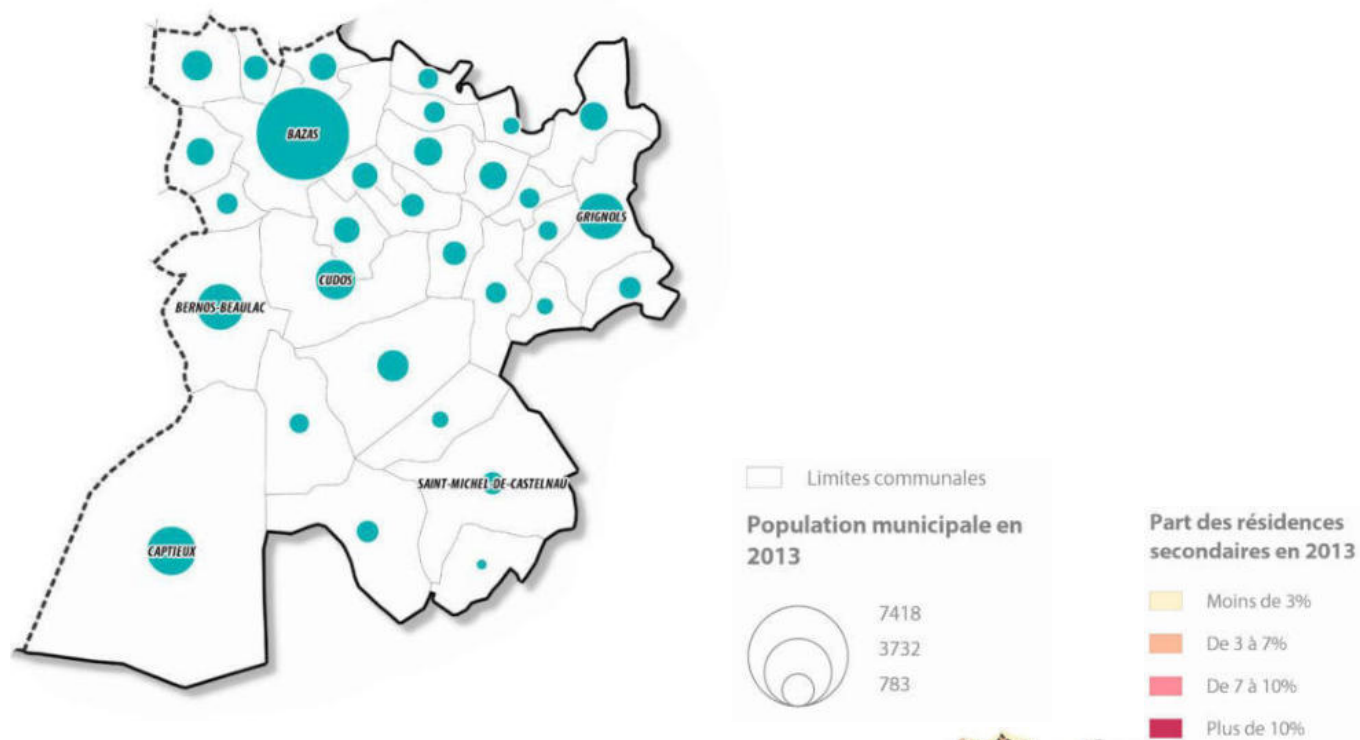 BAZAS
GRIGNOLS
CUDOS
BERNOS-BEAULAC
SAINT-MICHEL-DE-CASTELNAU
CAPTIEUX
Limites communales
Population municipale en
2013
7418
3732
783
Part des résidences
secondaires en 2013
Moins de 3%
De 3 à 7%
De 7 à 10%
Plus de 10%